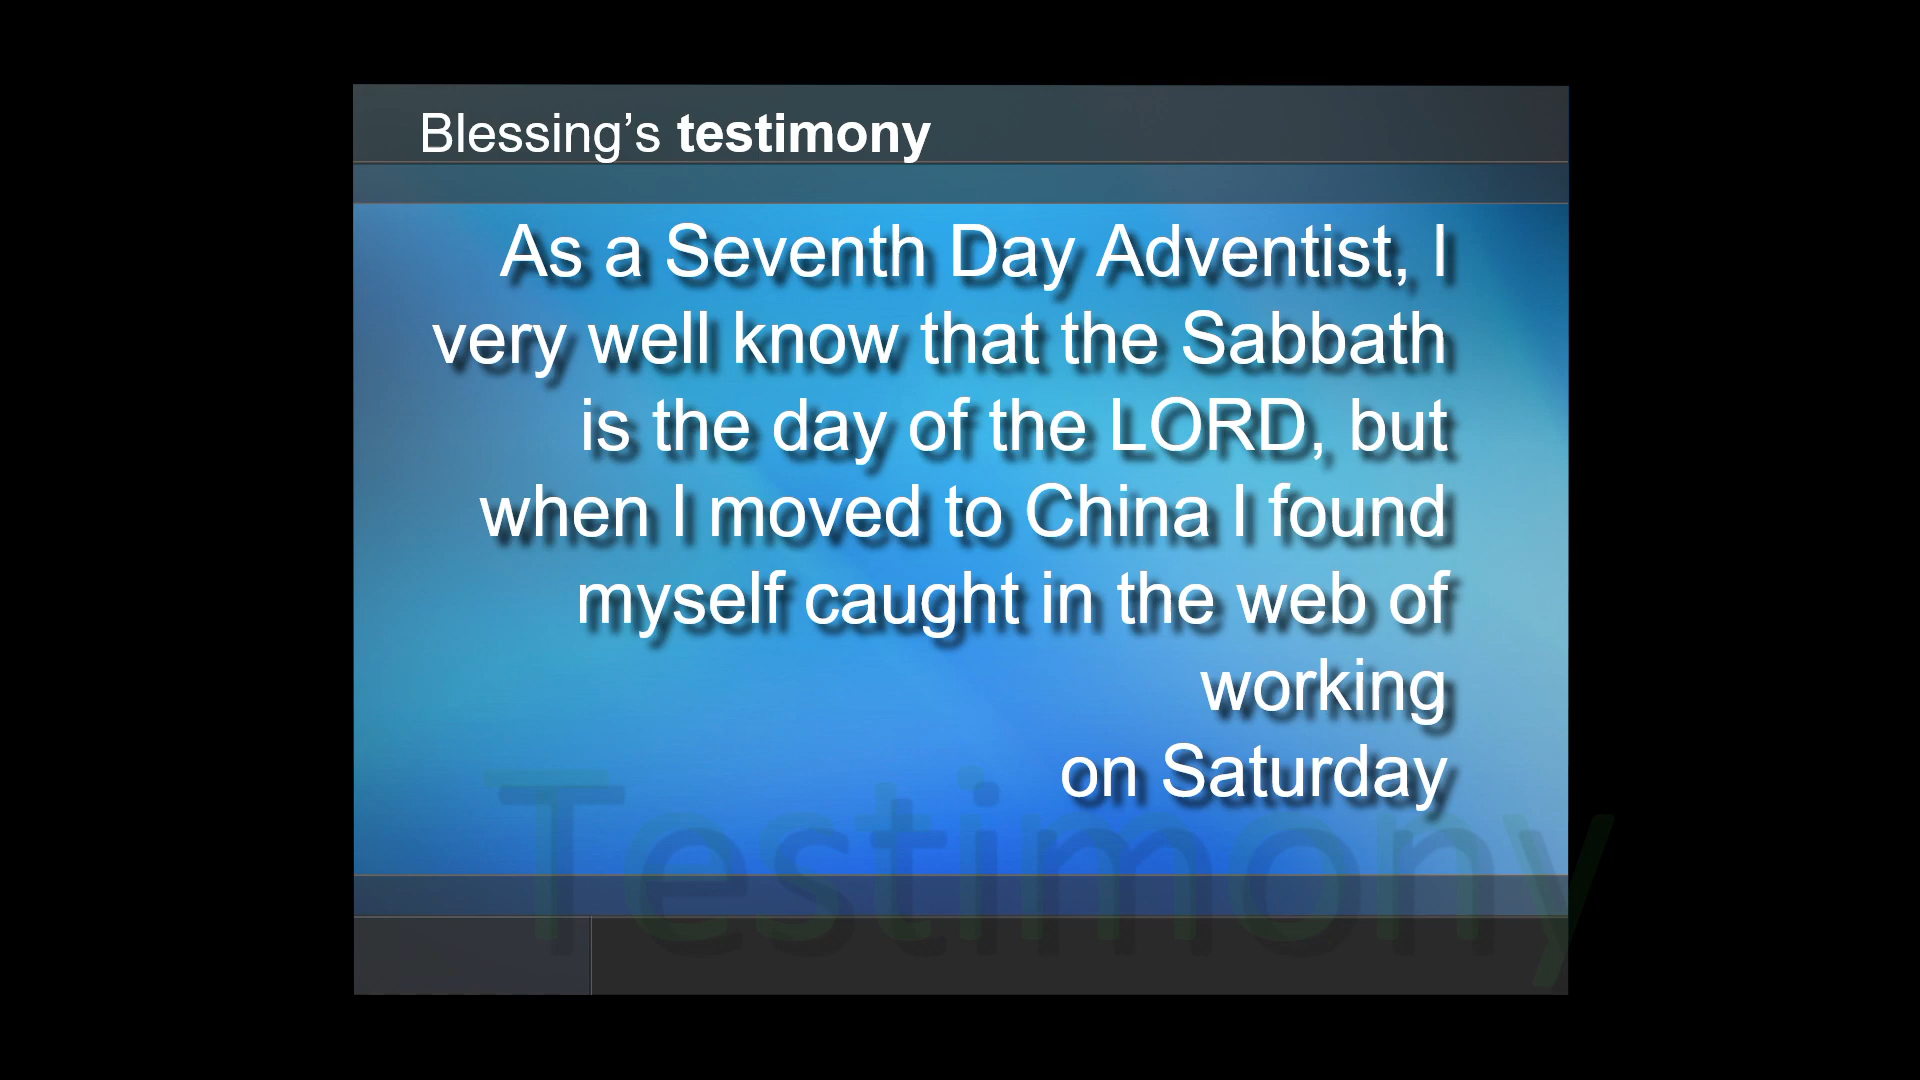 Blessing’s testimony
As a Seventh Day Adventist, I
very well know that the Sabbath
is the day of the LORD, but
when I moved to China I found
myself caught in the web of
working
on Saturday
Testimony